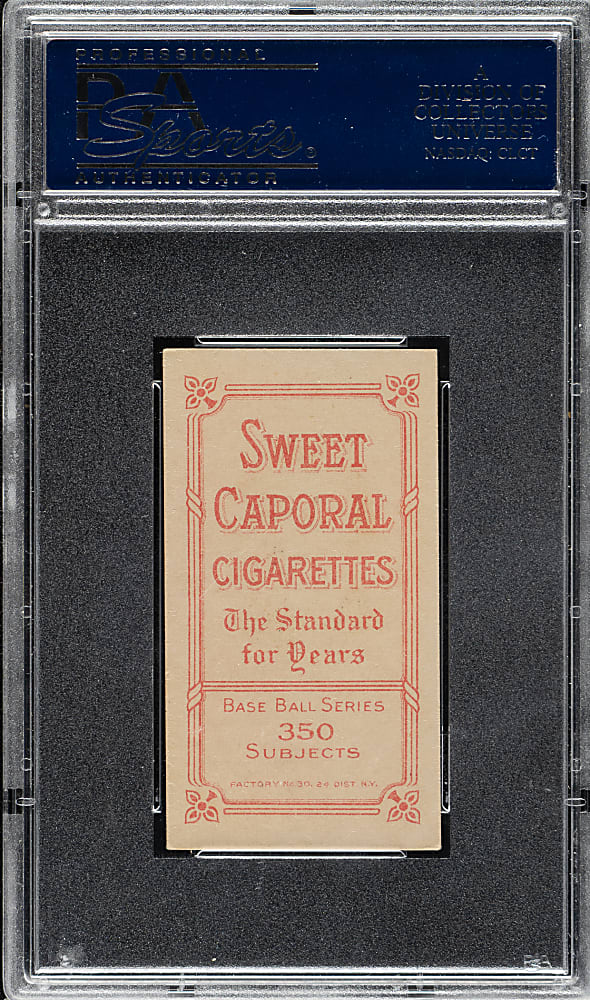 PROFESSIONAL
PSA
Sports
AUTHENTICATOR
A
DIVISION OF
COLLECTORS
UNIVERSE
NASDAQ: CLCT
SWEET
CAPORAL
CIGARETTES
The Standard
for Years
BASE BALL SERIES
350
SUBJECTS
FACTORY No. 30, 2d DIST. N.Y.
PSA